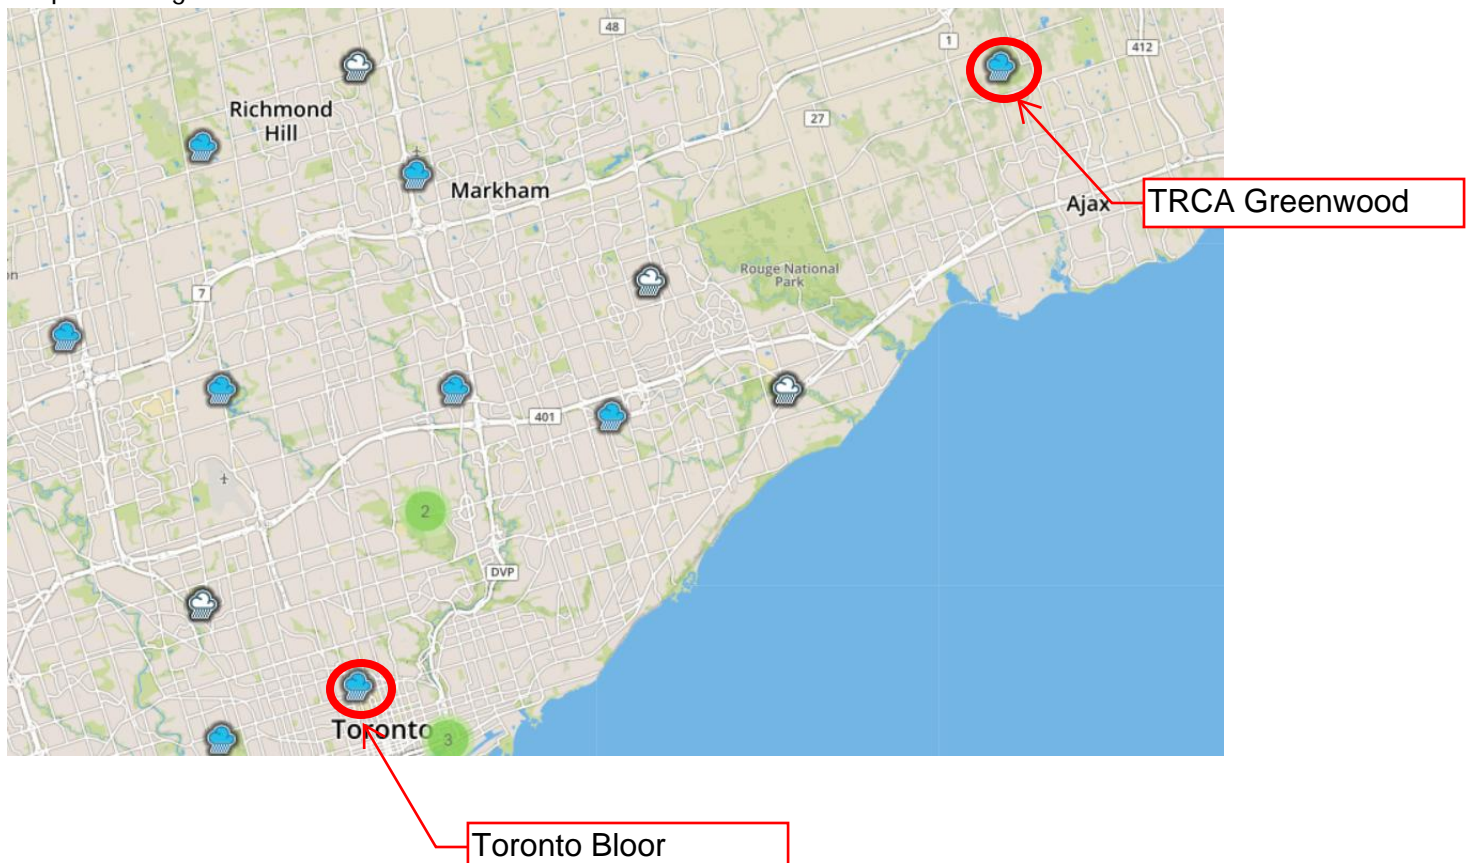 48
1
412
Richmond
Hill
27
Markham
Ajax
TRCA Greenwood
Rouge National
Park
7
401
2
DVP
Toronto
3
Toronto Bloor